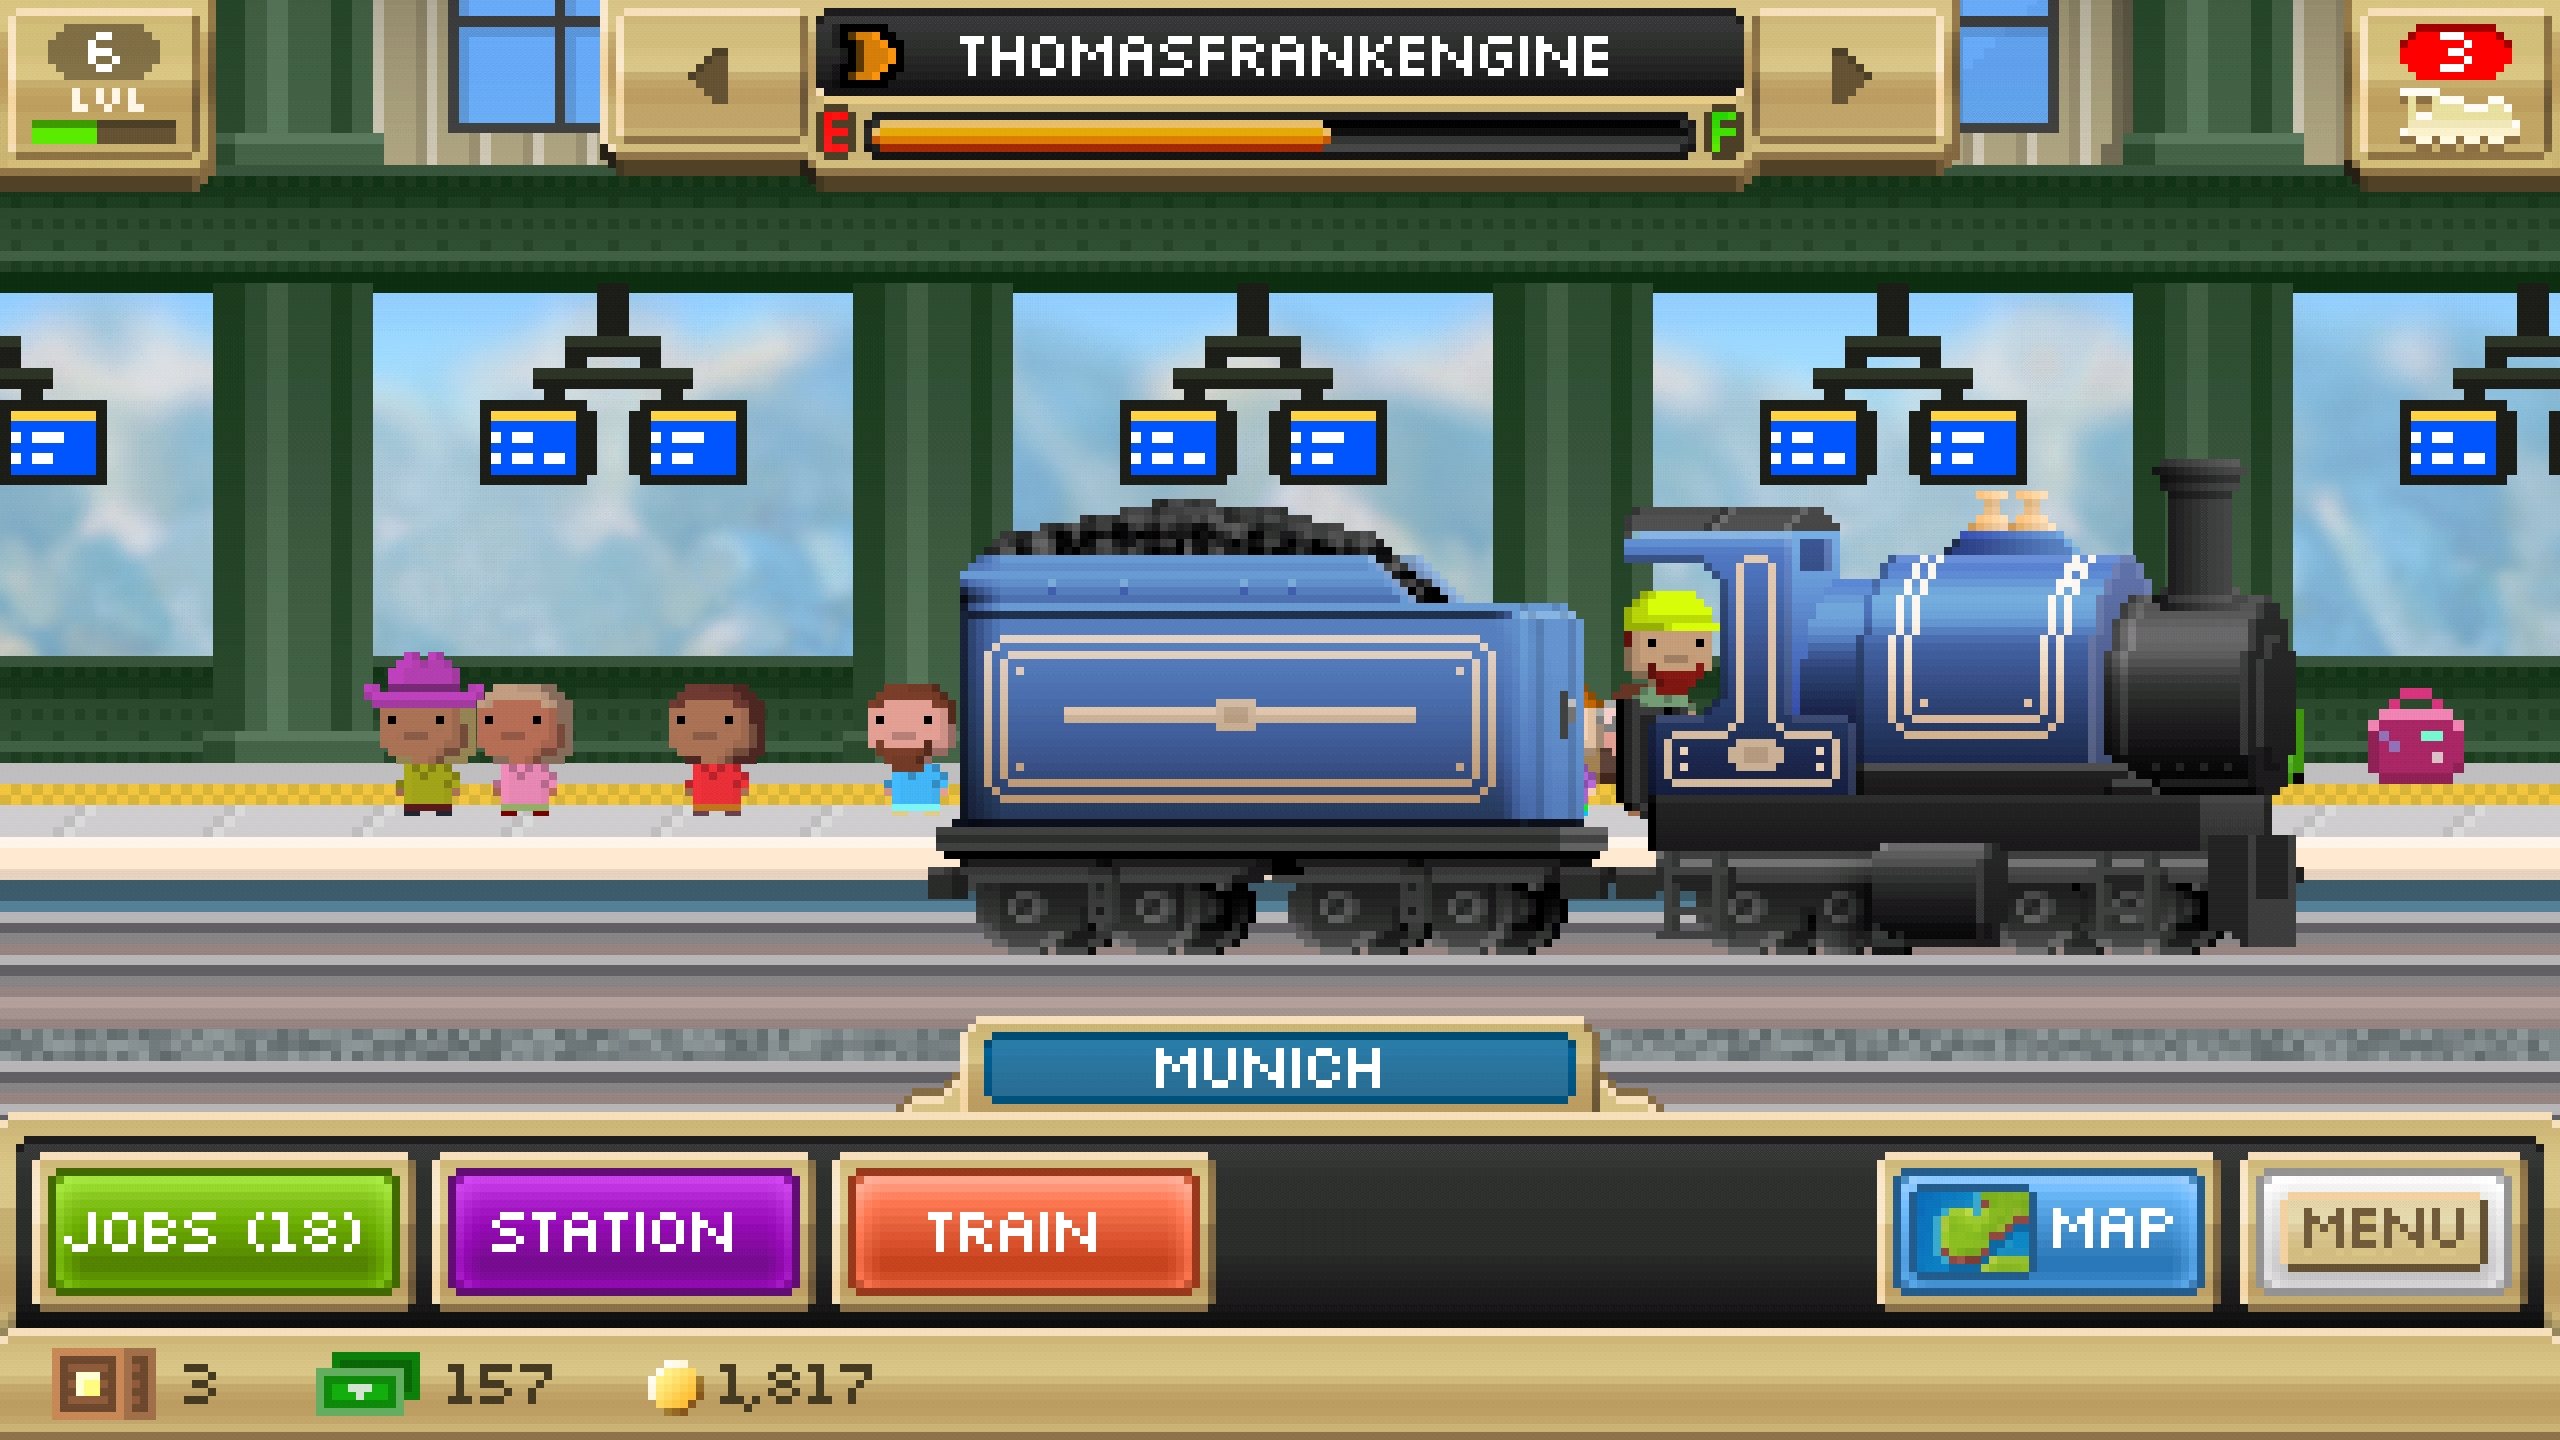 6
LVL
THOMASFRANKENGINE
E
F
3
MUNICH
JOBS (18)
STATION
TRAIN
MAP
MENU
3
157
1,817